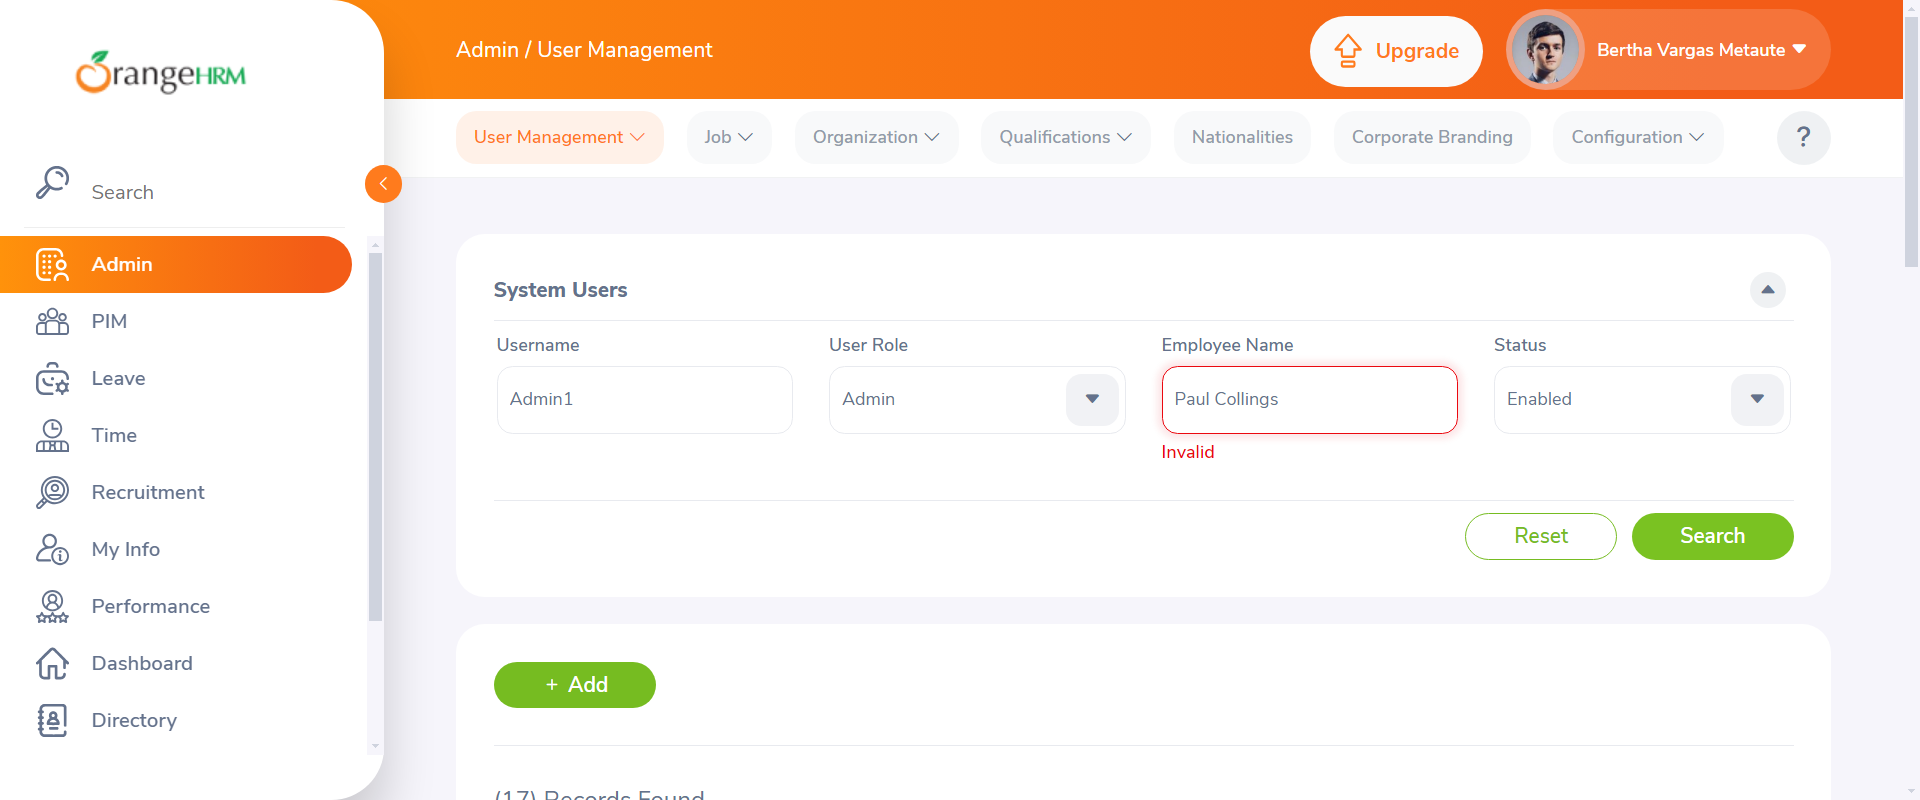 OrangeHRM
Admin / User Management
Upgrade
Bertha Vargas Metaute
User Management
Job
Organization
Qualifications
Nationalities
Corporate Branding
Configuration
?
Search
Admin
PIM
Leave
Time
Recruitment
My Info
Performance
Dashboard
Directory
System Users
Username
User Role
Employee Name
Status
Admin1
Admin
Paul Collings
Enabled
Invalid
Reset
Search
+ Add
(17) Records Found